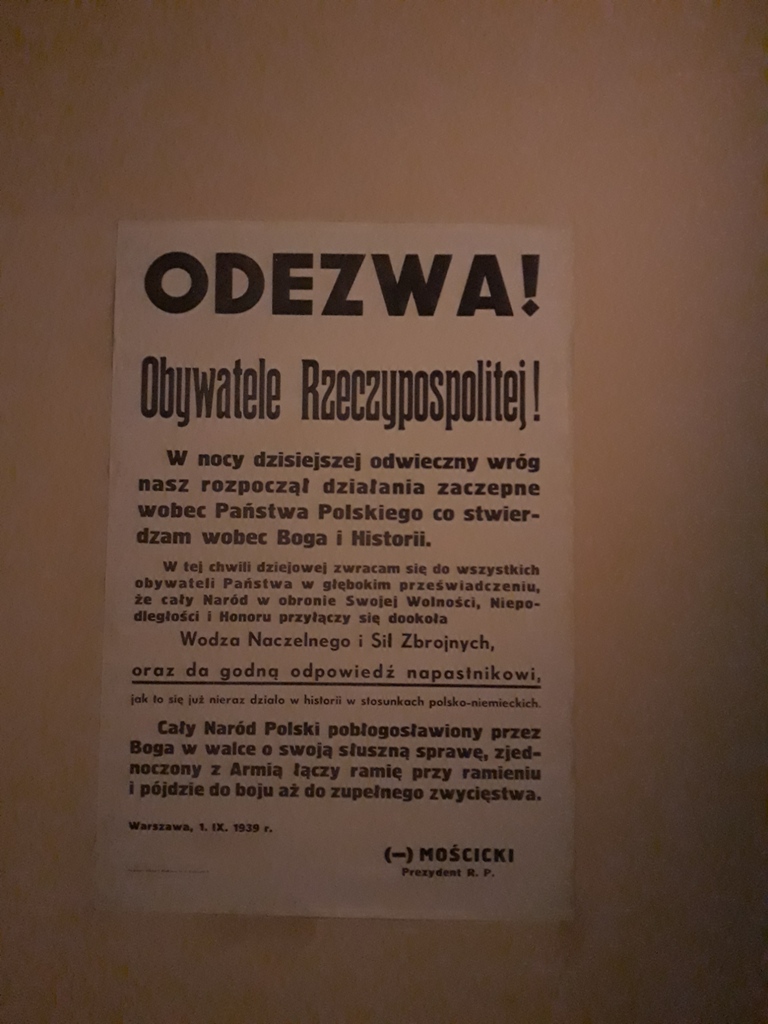 ODEZWA!
Obywatele Rzeczypospolitej!
W nocy dzisiejszej odwieczny wróg
nasz rozpoczął działania zaczepne
wobec Państwa Polskiego co stwier-
dzam wobec Boga i Historii.
W tej chwili dziejowej zwracam się do wszystkich
obywateli Państwa w głębokim przeświadczeniu,
że cały Naród w obronie Swojej Wolności, Niepo-
dległości i Honoru przyłączy się dookoła
Wodza Naczelnego i Sił Zbrojnych,
oraz da godną odpowiedź napastnikowi,
jak to się już nieraz działo w historii w stosunkach polsko-niemieckich.
Cały Naród Polski pobłogosławiony przez
Boga w walce o swoją słuszną sprawę, zjed-
noczony z Armią łączy ramię przy ramieniu
i pójdzie do boju aż do zupełnego zwycięstwa.
Warszawa, 1. IX. 1939 r.
(—) MOŚCICKI
Prezydent R. P.